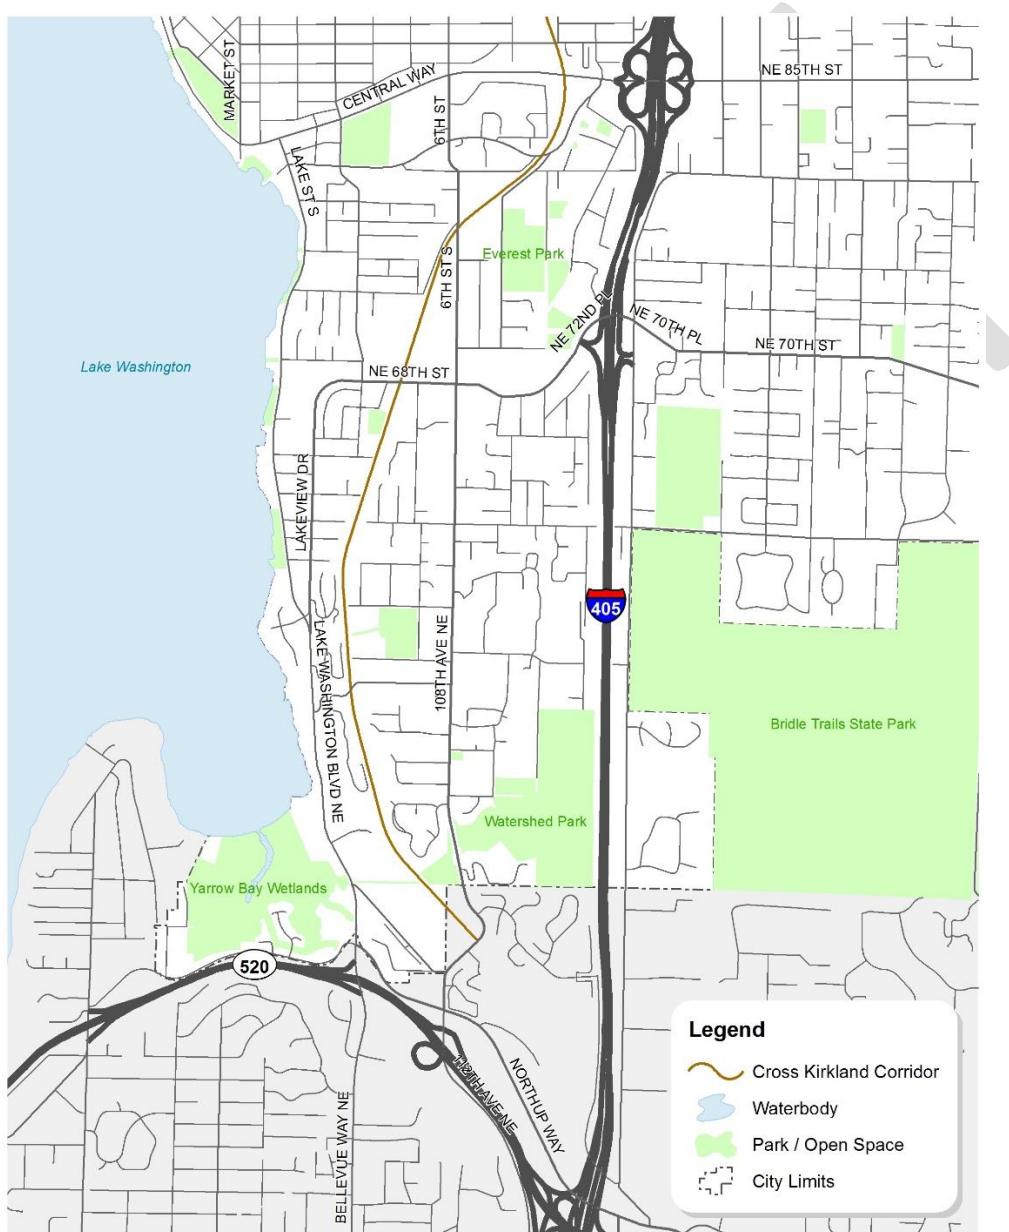 MARKET ST
CENTRAL WAY
6TH ST
NE 85TH ST
LAKE ST S
Everest Park
6TH ST S
NE 72ND PL
NE 70TH PL
NE 70TH ST
Lake Washington
NE 68TH ST
LAKEVIEW DR
405
LAKE WASHINGTON BLVD NE
108TH AVE NE
Bridle Trails State Park
Watershed Park
Yarrow Bay Wetlands
520
112TH AVE NE
NORTHUP WAY
BELLEVUE WAY NE
Legend
Cross Kirkland Corridor
Waterbody
Park / Open Space
City Limits